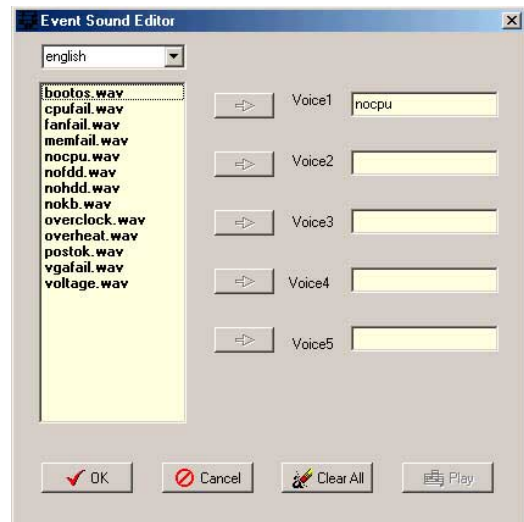 Event Sound Editor
english
bootos.wav
cpufail.wav
fanfail.wav
memfail.wav
nocpu.wav
nofdd.wav
nohdd.wav
nokb.wav
overclock.wav
overheat.wav
postok.wav
vgafail.wav
voltage.wav
Voice1 nocpu
Voice2
Voice3
Voice4
Voice5
OK Cancel Clear All Play